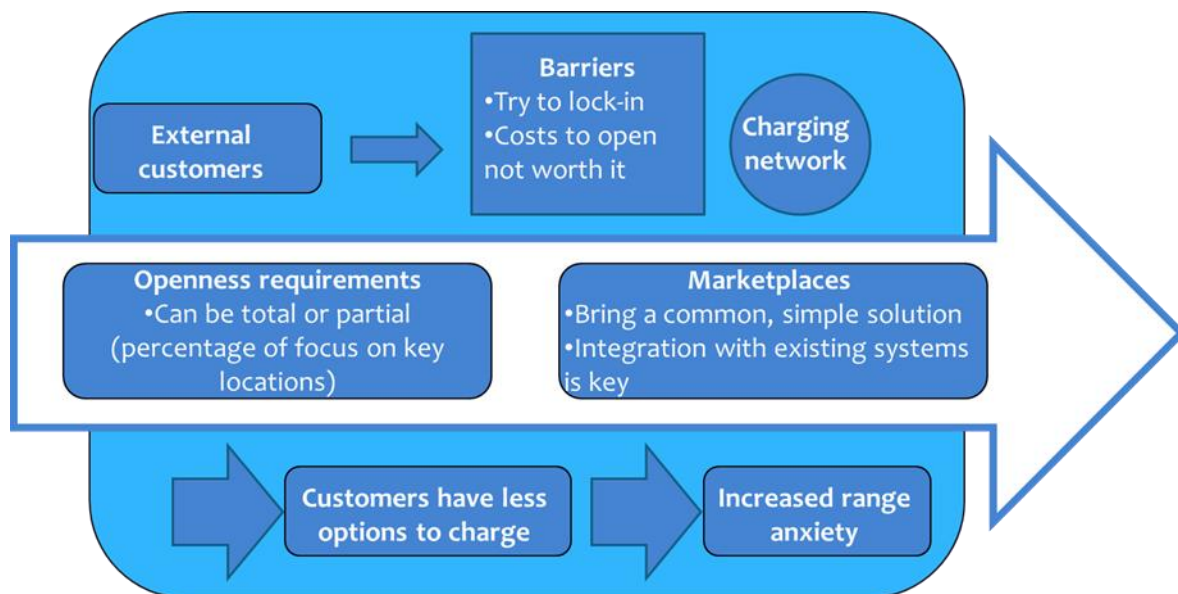 External
customers
Barriers
•Try to lock-in
•Costs to open
not worth it
Charging
network
Openness requirements
•Can be total or partial
(percentage of focus on key
locations)
Marketplaces
•Bring a common, simple solution
•Integration with existing systems
is key
Customers have less
options to charge
Increased range
anxiety